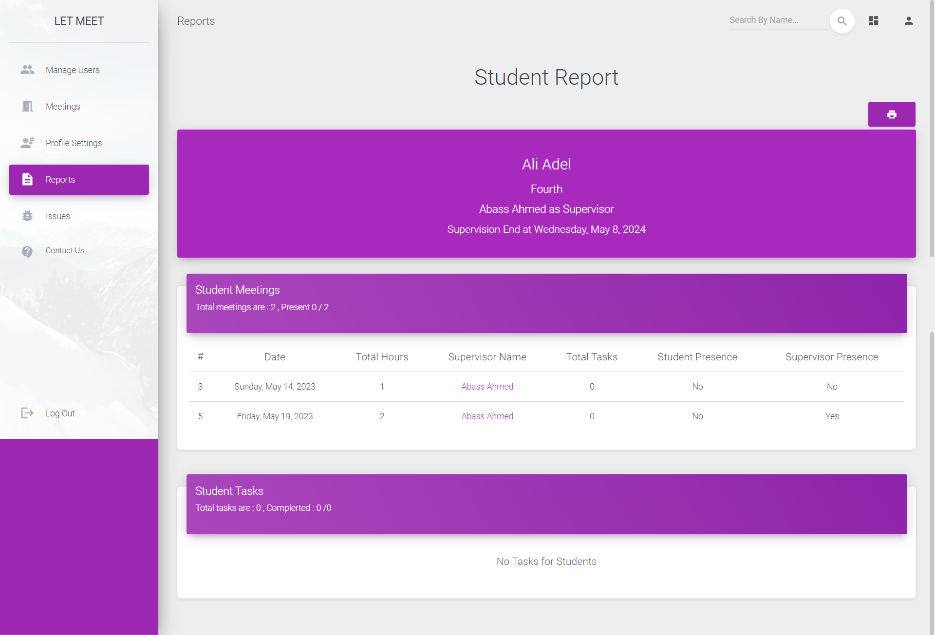 LET MEET
Manage Users
Meetings
Profile Settings
Reports
Issues
Contact Us
Log Out
Reports
Search By Name...
Student Report
Ali Adel
Fourth
Abass Ahmed as Supervisor
Supervision End at Wednesday, May 8, 2024
Student Meetings
Total meetings are : 2 , Present 0 / 2
# Date Total Hours Supervisor Name Total Tasks Student Presence Supervisor Presence
3 Sunday, May 14, 2023 1 Abass Ahmed 0 No No
5 Friday, May 19, 2023 2 Abass Ahmed 0 No Yes
Student Tasks
Total tasks are : 0 , Complerted : 0 /0
No Tasks for Students